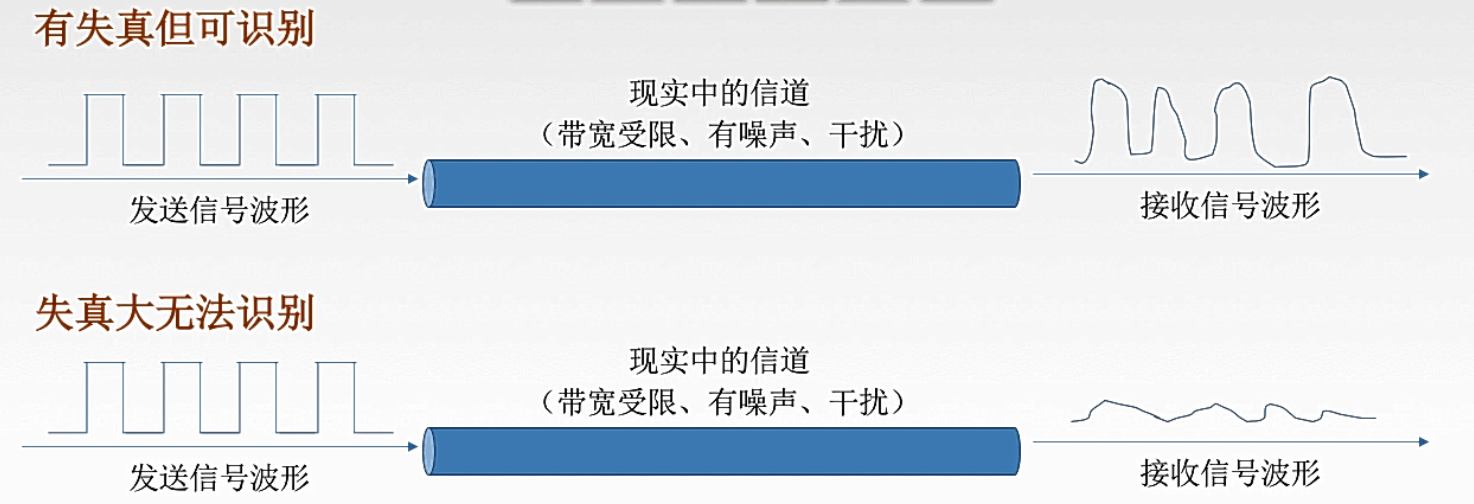 有失真但可识别
现实中的信道
（带宽受限、有噪声、干扰）
发送信号波形
接收信号波形
失真大无法识别
现实中的信道
（带宽受限、有噪声、干扰）
发送信号波形
接收信号波形